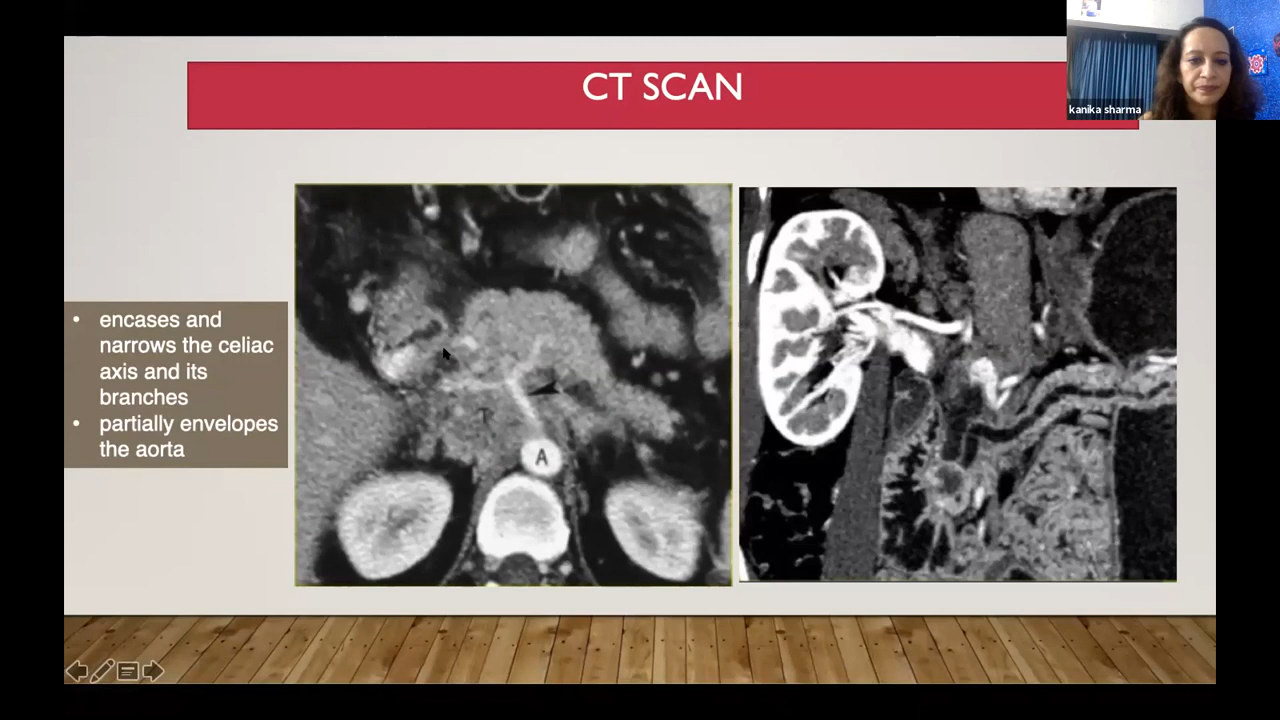 CT SCAN
kanika sharma
• encases and
narrows the celiac
axis and its
branches
• partially envelopes
the aorta
T
A